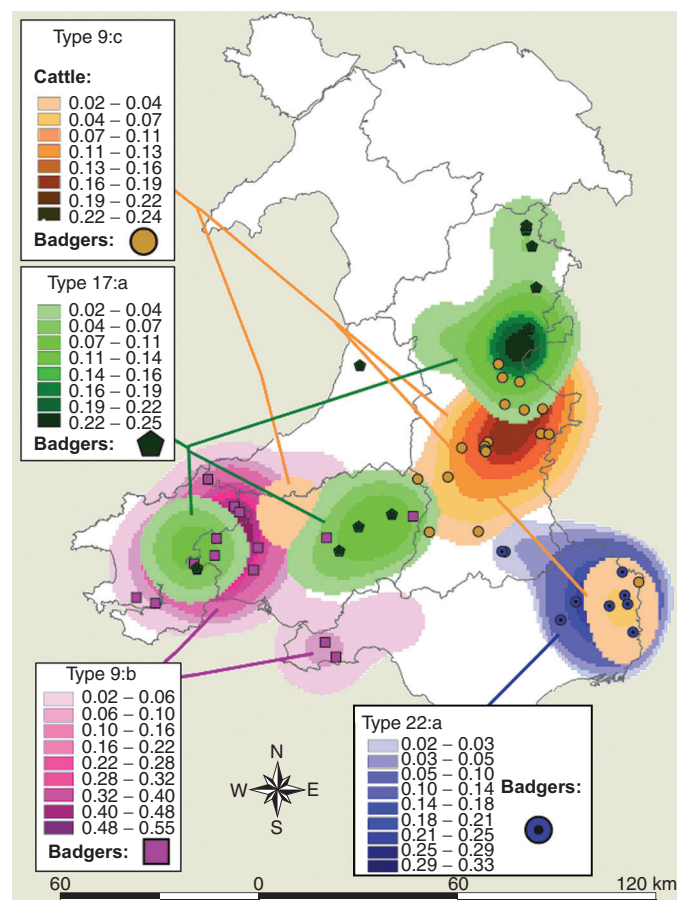 Type 9:c
Cattle:
0.02 – 0.04
0.04 – 0.07
0.07 – 0.11
0.11 – 0.13
0.13 – 0.16
0.16 – 0.19
0.19 – 0.22
0.22 – 0.24
Badgers:
Type 17:a
0.02 – 0.04
0.04 – 0.07
0.07 – 0.11
0.11 – 0.14
0.14 – 0.16
0.16 – 0.19
0.19 – 0.22
0.22 – 0.25
Badgers:
Type 9:b
0.02 – 0.06
0.06 – 0.10
0.10 – 0.16
0.16 – 0.22
0.22 – 0.28
0.28 – 0.32
0.32 – 0.40
0.40 – 0.48
0.48 – 0.55
Badgers:
N
W E
S
Type 22:a
0.02 – 0.03
0.03 – 0.05
0.05 – 0.10
0.10 – 0.14
0.14 – 0.18
0.18 – 0.21
0.21 – 0.25
0.25 – 0.29
0.29 – 0.33
Badgers:
60 0 60 120 km